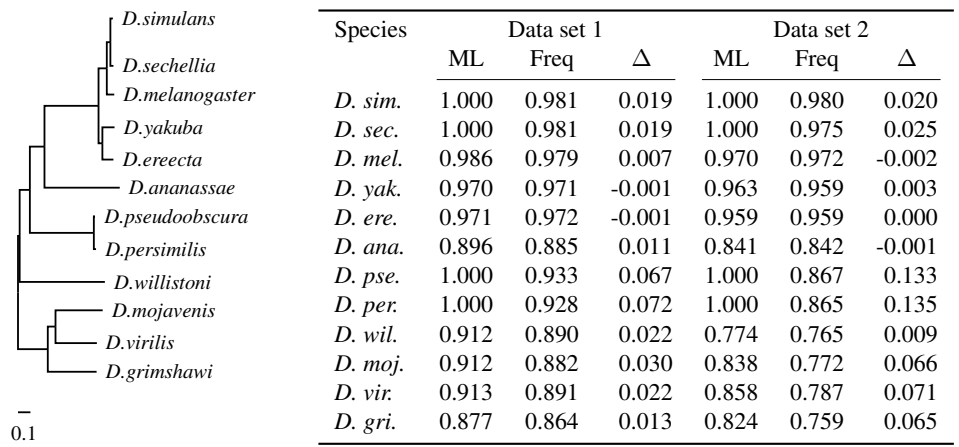 D.simulans
D.sechellia
D.melanogaster
D.yakuba
D.ereecta
D.ananassae
D.pseudoobscura
D.persimilis
D.willistoni
D.mojavenis
D.virilis
D.grimshawi
0.1
Species Data set 1 Data set 2
ML Freq Δ ML Freq Δ
D. sim. 1.000 0.981 0.019 1.000 0.980 0.020
D. sec. 1.000 0.981 0.019 1.000 0.975 0.025
D. mel. 0.986 0.979 0.007 0.970 0.972 -0.002
D. yak. 0.970 0.971 -0.001 0.963 0.959 0.003
D. ere. 0.971 0.972 -0.001 0.959 0.959 0.000
D. ana. 0.896 0.885 0.011 0.841 0.842 -0.001
D. pse. 1.000 0.933 0.067 1.000 0.867 0.133
D. per. 1.000 0.928 0.072 1.000 0.865 0.135
D. wil. 0.912 0.890 0.022 0.774 0.765 0.009
D. moj. 0.912 0.882 0.030 0.838 0.772 0.066
D. vir. 0.913 0.891 0.022 0.858 0.787 0.071
D. gri. 0.877 0.864 0.013 0.824 0.759 0.065